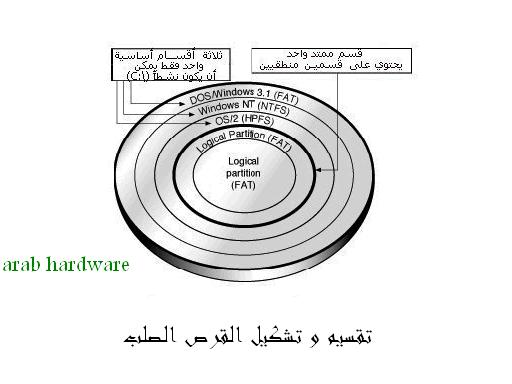 ثلاثة أقسام أساسية
واحد فقط يمكن
أن يكون نشطاً (C:\)
قسم ممتد واحد
يحتوي على قسمين منطقيين
DOS/Windows 3.1 (FAT)
Windows NT (NTFS)
OS/2 (HPFS)
Logical Partition (FAT)
Logical
partition
(FAT)
arab hardware
تقسيم و تشكيل القرص الصلب